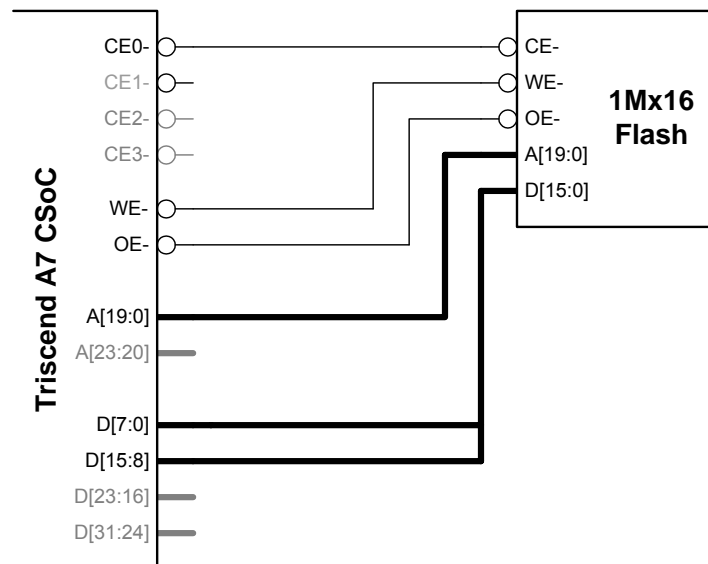 Triscend A7 CSoC
CE0-
CE1-
CE2-
CE3-
WE-
OE-
A[19:0]
A[23:20]
D[7:0]
D[15:8]
D[23:16]
D[31:24]
CE-
WE-
OE-
A[19:0]
D[15:0]
1Mx16
Flash